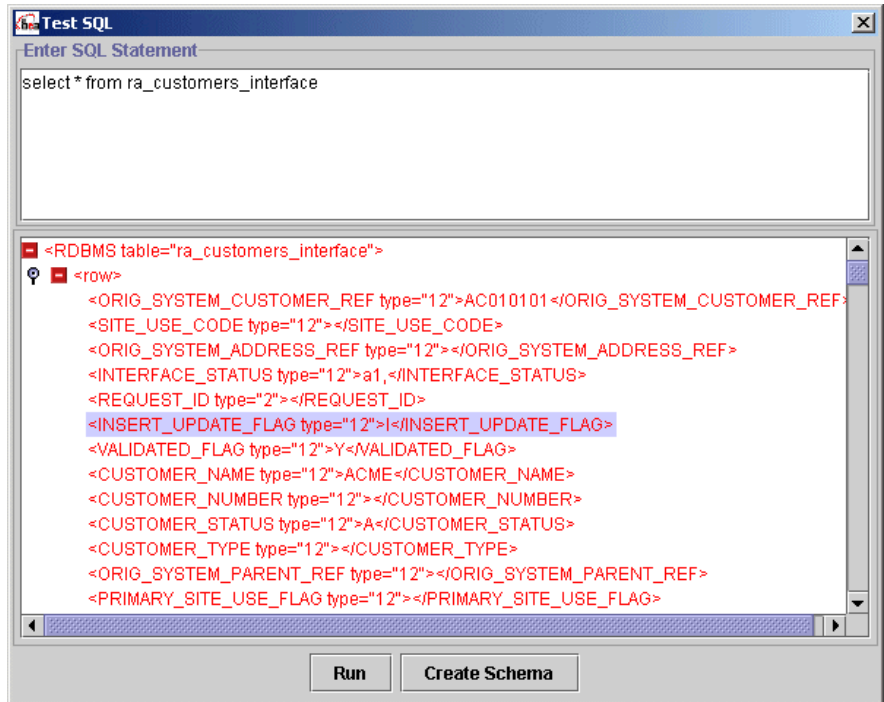 bea Test SQL
Enter SQL Statement
select * from ra_customers_interface
<RDBMS table="ra_customers_interface">
<row>
<ORIG_SYSTEM_CUSTOMER_REF type="12">AC010101</ORIG_SYSTEM_CUSTOMER_REF>
<SITE_USE_CODE type="12"></SITE_USE_CODE>
<ORIG_SYSTEM_ADDRESS_REF type="12"></ORIG_SYSTEM_ADDRESS_REF>
<INTERFACE_STATUS type="12">a1,</INTERFACE_STATUS>
<REQUEST_ID type="2"></REQUEST_ID>
<INSERT_UPDATE_FLAG type="12">I</INSERT_UPDATE_FLAG>
<VALIDATED_FLAG type="12">Y</VALIDATED_FLAG>
<CUSTOMER_NAME type="12">ACME</CUSTOMER_NAME>
<CUSTOMER_NUMBER type="12"></CUSTOMER_NUMBER>
<CUSTOMER_STATUS type="12">A</CUSTOMER_STATUS>
<CUSTOMER_TYPE type="12"></CUSTOMER_TYPE>
<ORIG_SYSTEM_PARENT_REF type="12"></ORIG_SYSTEM_PARENT_REF>
<PRIMARY_SITE_USE_FLAG type="12"></PRIMARY_SITE_USE_FLAG>
Run Create Schema